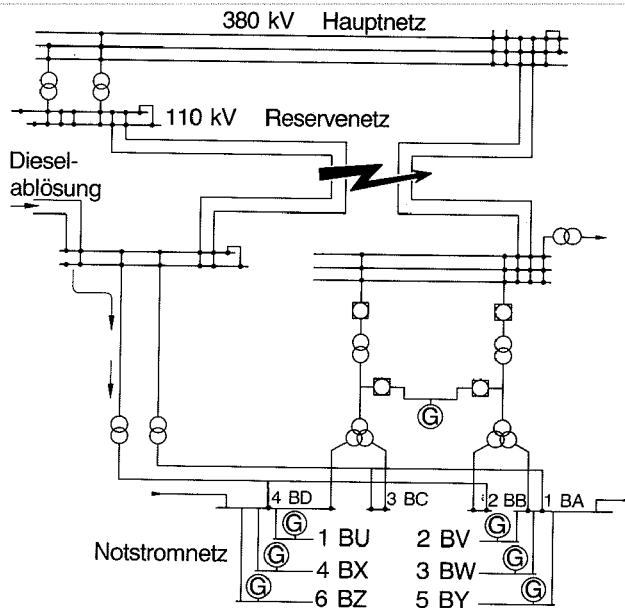 380 kV Hauptnetz
110 kV Reservenetz
Diesel-
ablösung
G
4 BD
3 BC
2 BB
1 BA
Notstromnetz
G
1 BU
G
4 BX
G
6 BZ
2 BV
G
3 BW
G
5 BY
G